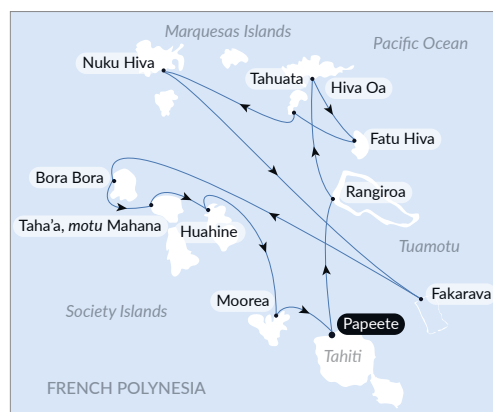 Marquesas Islands
Pacific Ocean
Nuku Hiva
Tahuata
Hiva Oa
Fatu Hiva
Bora Bora
Rangiroa
Taha'a, motu Mahana
Huahine
Tuamotu
Fakarava
Moorea
Society Islands
Papeete
Tahiti
FRENCH POLYNESIA